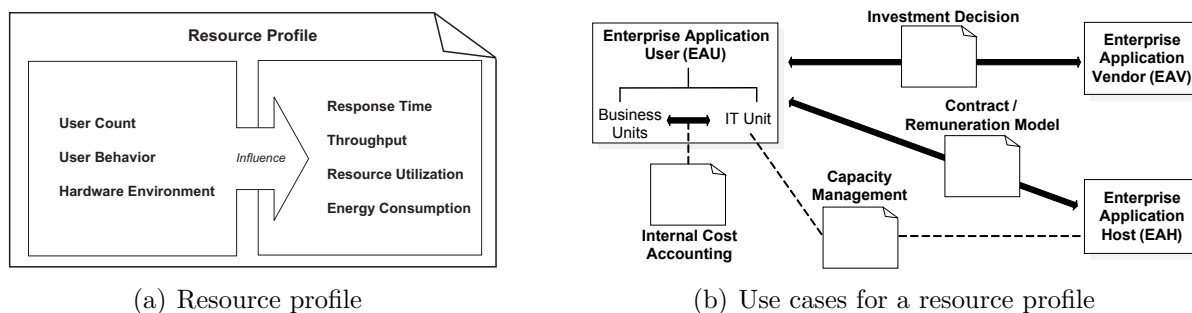 Resource Profile
User Count
User Behavior
Hardware Environment
Influence
Response Time
Throughput
Resource Utilization
Energy Consumption
(a) Resource profile
Enterprise Application
User (EAU)
Business
Units
IT Unit
Investment Decision
Enterprise
Application
Vendor (EAV)
Contract /
Remuneration Model
Capacity
Management
Internal Cost
Accounting
Enterprise
Application
Host (EAH)
(b) Use cases for a resource profile